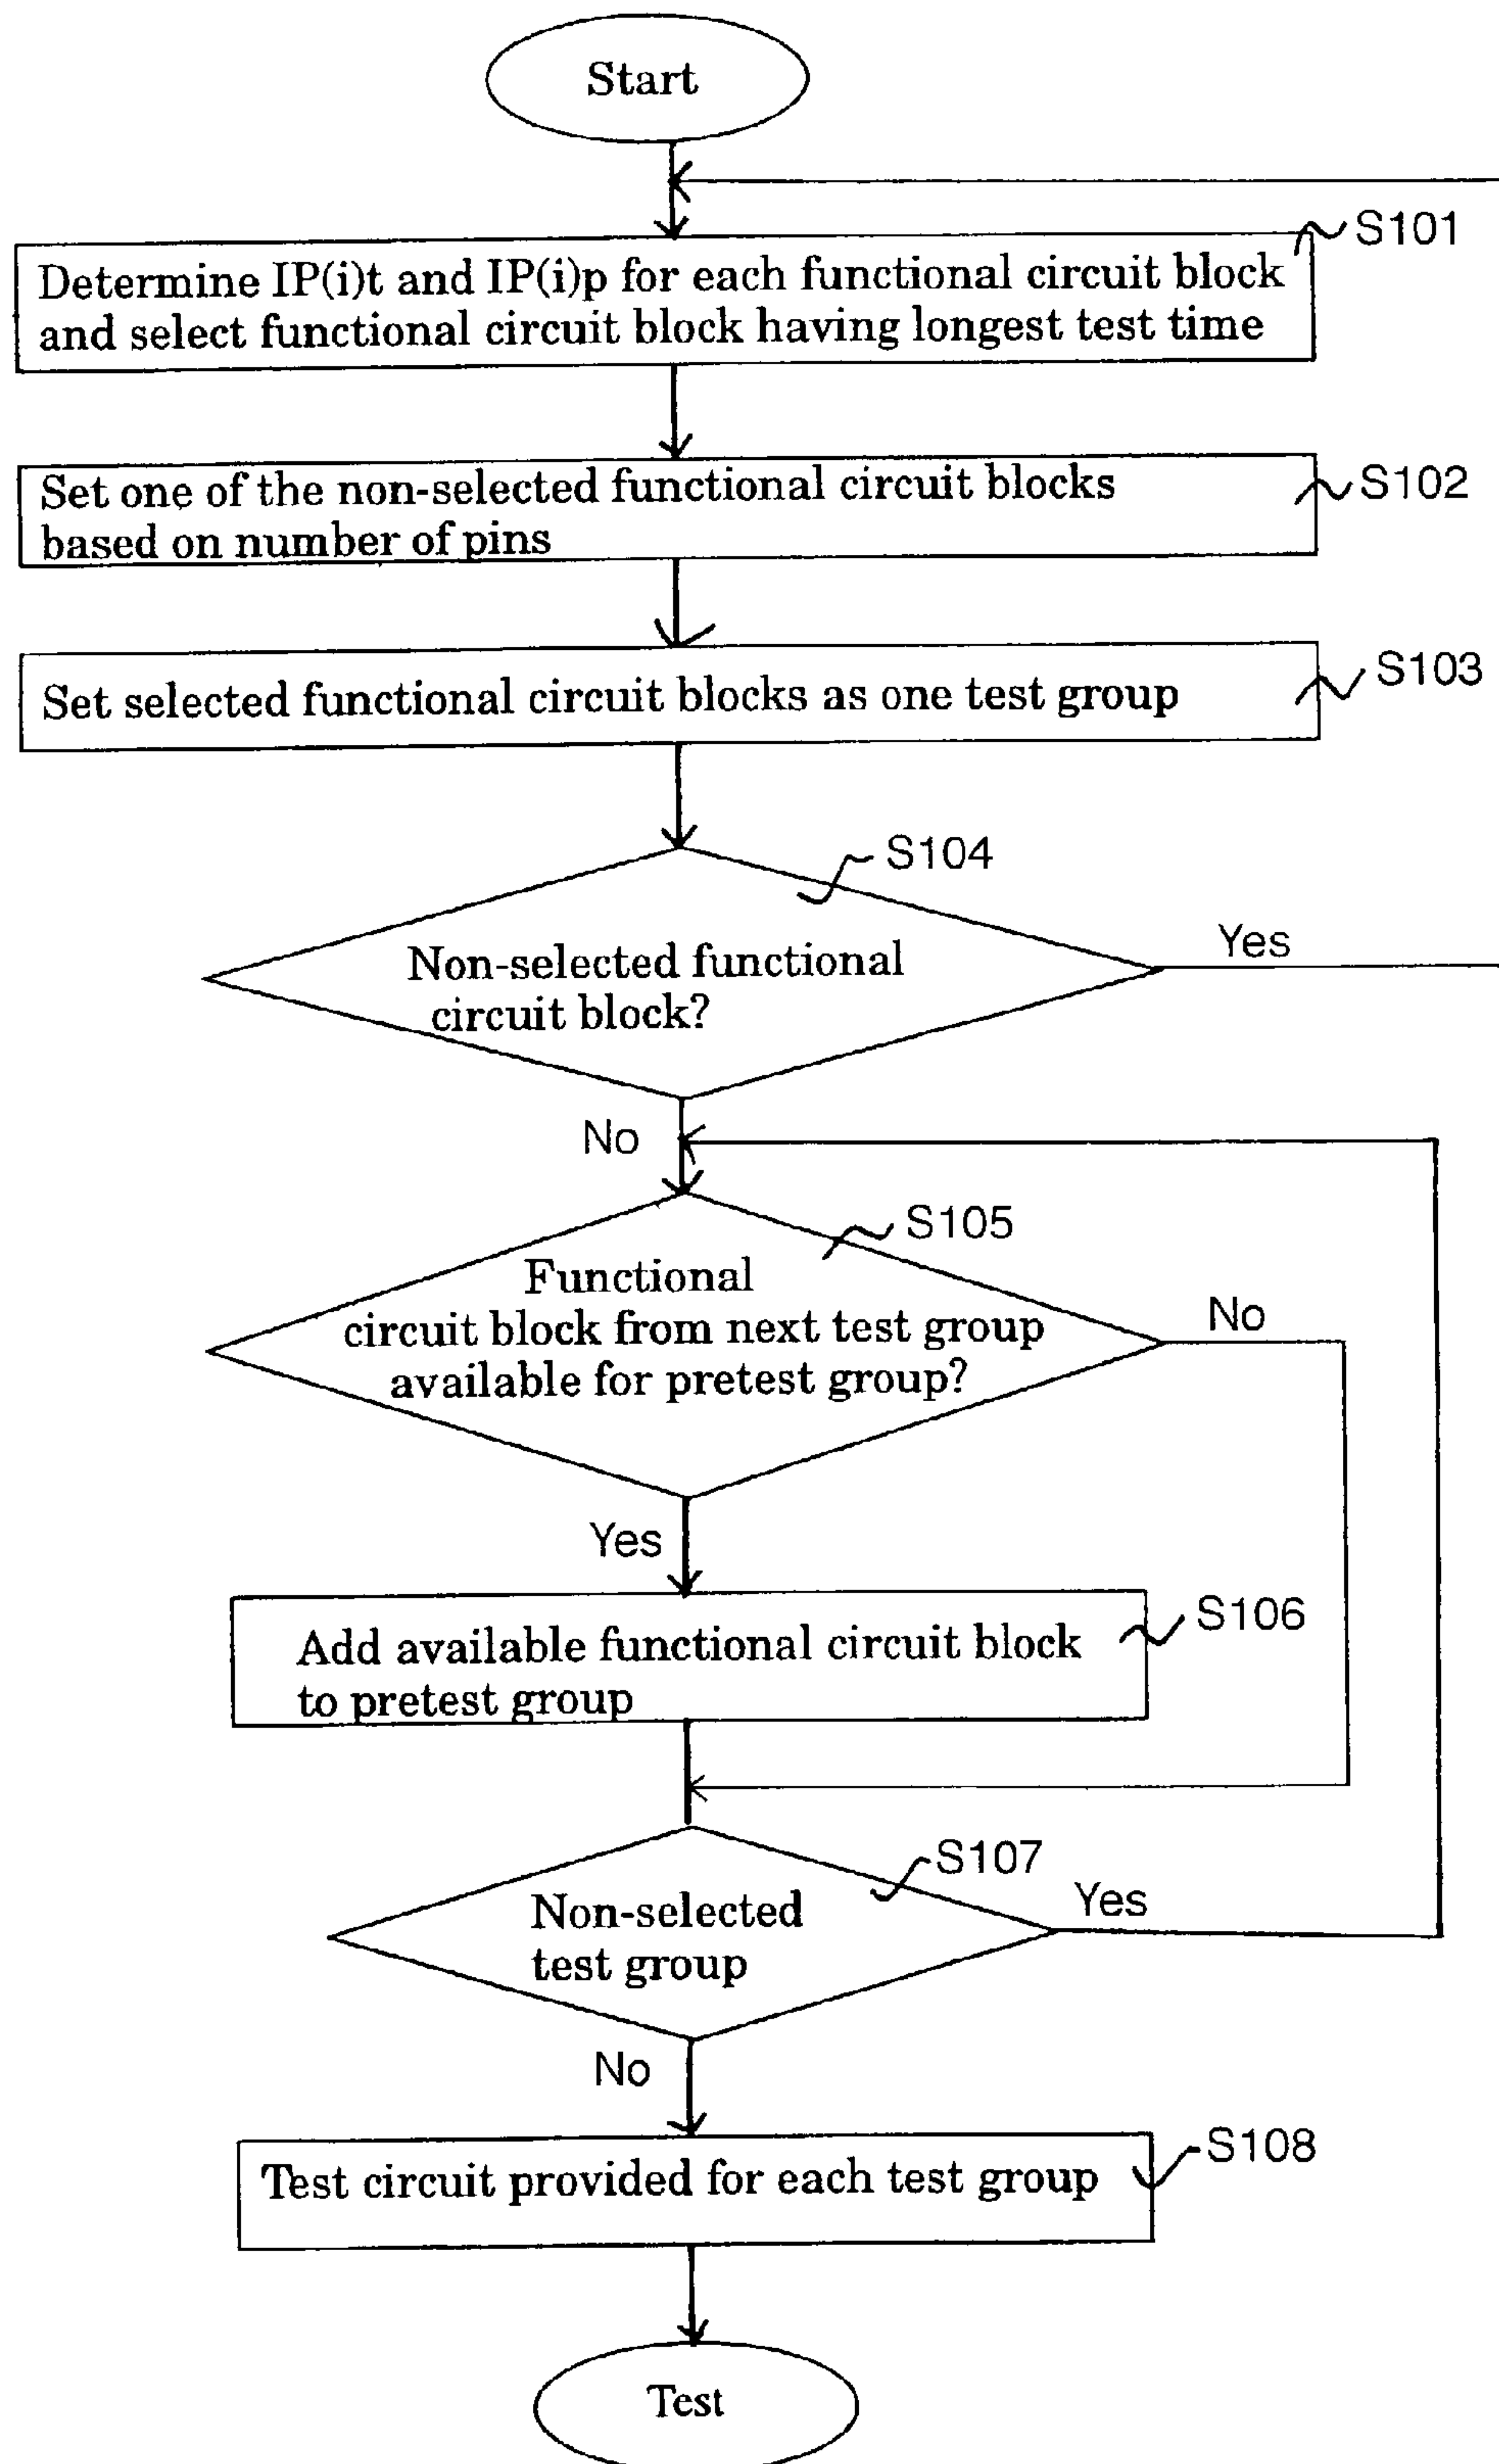 Start
S101
Determine IP(i)t and IP(i)p for each functional circuit block
and select functional circuit block having longest test time
S102
Set one of the non-selected functional circuit blocks
based on number of pins
S103
Set selected functional circuit blocks as one test group
S104
Non-selected functional
circuit block?
Yes
No
S105
Functional
circuit block from next test group
available for pretest group?
No
Yes
S106
Add available functional circuit block
to pretest group
S107
Non-selected
test group
Yes
No
S108
Test circuit provided for each test group
Test